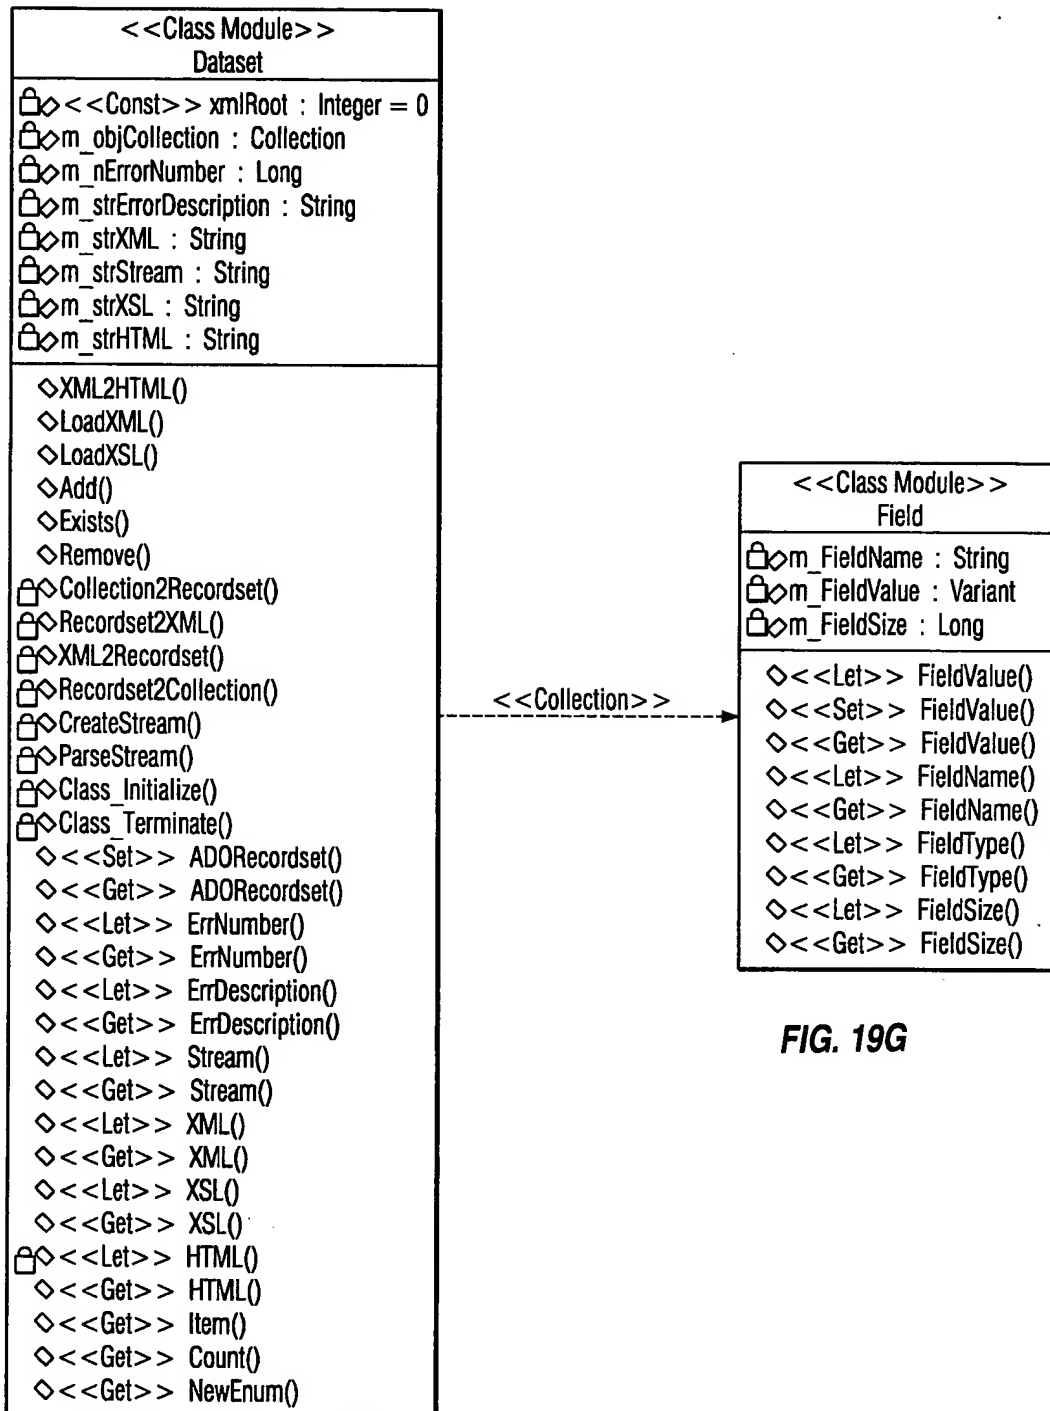 <<Class Module>>
Dataset
<<Const>> xmlRoot : Integer = 0
m_objCollection : Collection
m_nErrorNumber : Long
m_strErrorDescription : String
m_strXML : String
m_strStream : String
m_strXSL : String
m_strHTML : String
XML2HTML()
LoadXML()
LoadXSL()
Add()
Exists()
Remove()
Collection2Recordset()
Recordset2XML()
XML2Recordset()
Recordset2Collection()
CreateStream()
ParseStream()
Class_Initialize()
Class_Terminate()
<<Set>> ADORecordset()
<<Get>> ADORecordset()
<<Let>> ErrNumber()
<<Get>> ErrNumber()
<<Let>> ErrDescription()
<<Get>> ErrDescription()
<<Let>> Stream()
<<Get>> Stream()
<<Let>> XML()
<<Get>> XML()
<<Let>> XSL()
<<Get>> XSL()
<<Let>> HTML()
<<Get>> HTML()
<<Get>> Item()
<<Get>> Count()
<<Get>> NewEnum()
<<Collection>>
<<Class Module>>
Field
m_FieldName : String
m_FieldValue : Variant
m_FieldSize : Long
<<Let>> FieldValue()
<<Set>> FieldValue()
<<Get>> FieldValue()
<<Let>> FieldName()
<<Get>> FieldName()
<<Let>> FieldType()
<<Get>> FieldType()
<<Let>> FieldSize()
<<Get>> FieldSize()
FIG. 19G